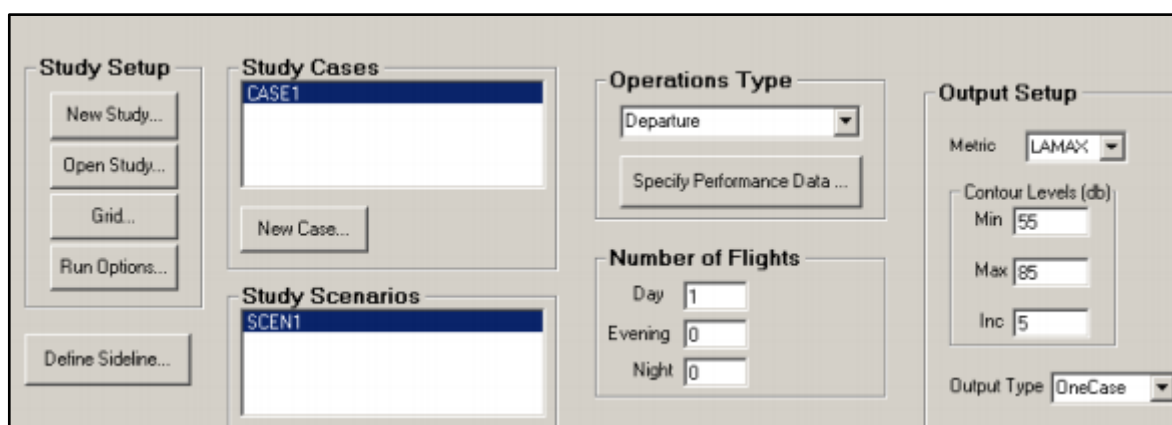 Study Setup
New Study...
Open Study...
Grid...
Run Options...
Define Sideline...
Study Cases
CASE1
New Case...
Study Scenarios
SCEN1
Operations Type
Departure
Specify Performance Data ...
Number of Flights
Day 1
Evening 0
Night 0
Output Setup
Metric LAMAX
Contour Levels (db)
Min 55
Max 85
Inc 5
Output Type OneCase